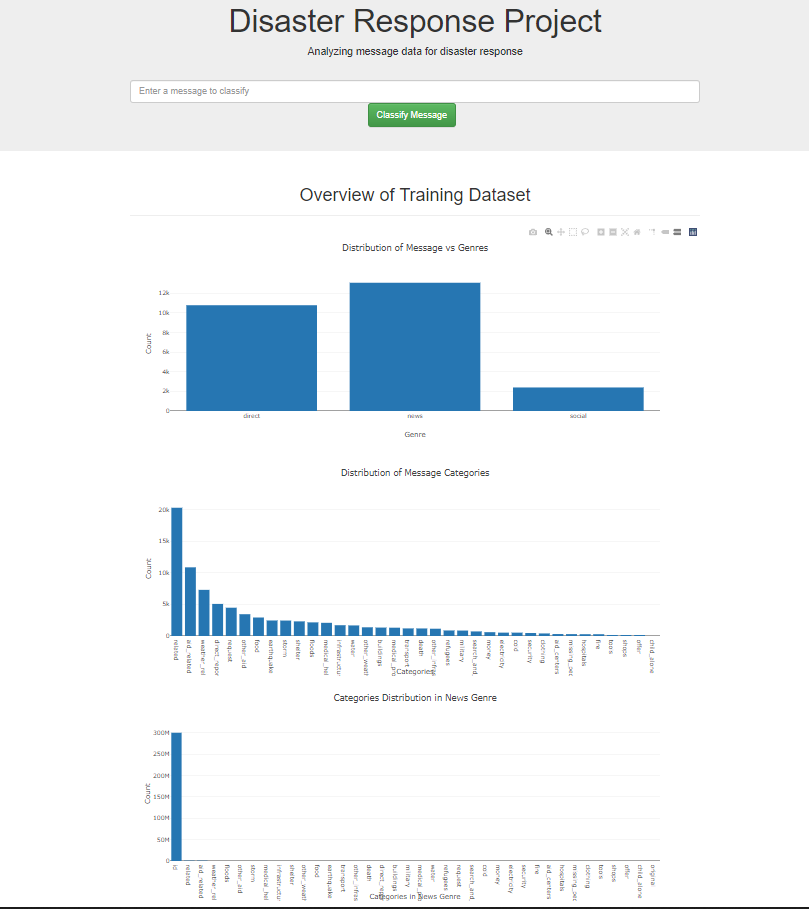 Disaster Response Project
Analyzing message data for disaster response
Enter a message to classify
Classify Message
Overview of Training Dataset
Distribution of Message vs Genres
12k
10k
8k
6k
4k
2k
0
Count
direct
news
social
Genre
Distribution of Message Categories
20k
15k
10k
5k
0
Count
related
aid_related
weather_rel
direct_repor
request
other_aid
food
earthquake
storm
shelter
floods
medical_hel
infrastructur
water
other_weath
buildings
medical_pro
transport
death
other_infras
refugees
military
search_and
money
electricity
cold
security
clothing
aid_centers
missing_peo
hospitals
fire
tools
shops
offer
child_alone
Categories
Categories Distribution in News Genre
300M
250M
200M
150M
100M
50M
0
Count
id
related
aid_related
weather_rel
floods
other_aid
storm
medical_hel
infrastructur
shelter
other_weath
food
earthquake
transport
other_infras
death
direct_repo
buildings
military
medical_pro
water
refugees
request
search_and
cold
money
electricity
security
fire
aid_centers
hospitals
missing_peo
clothing
tools
shops
offer
child_alone
original
Categories in News Genre